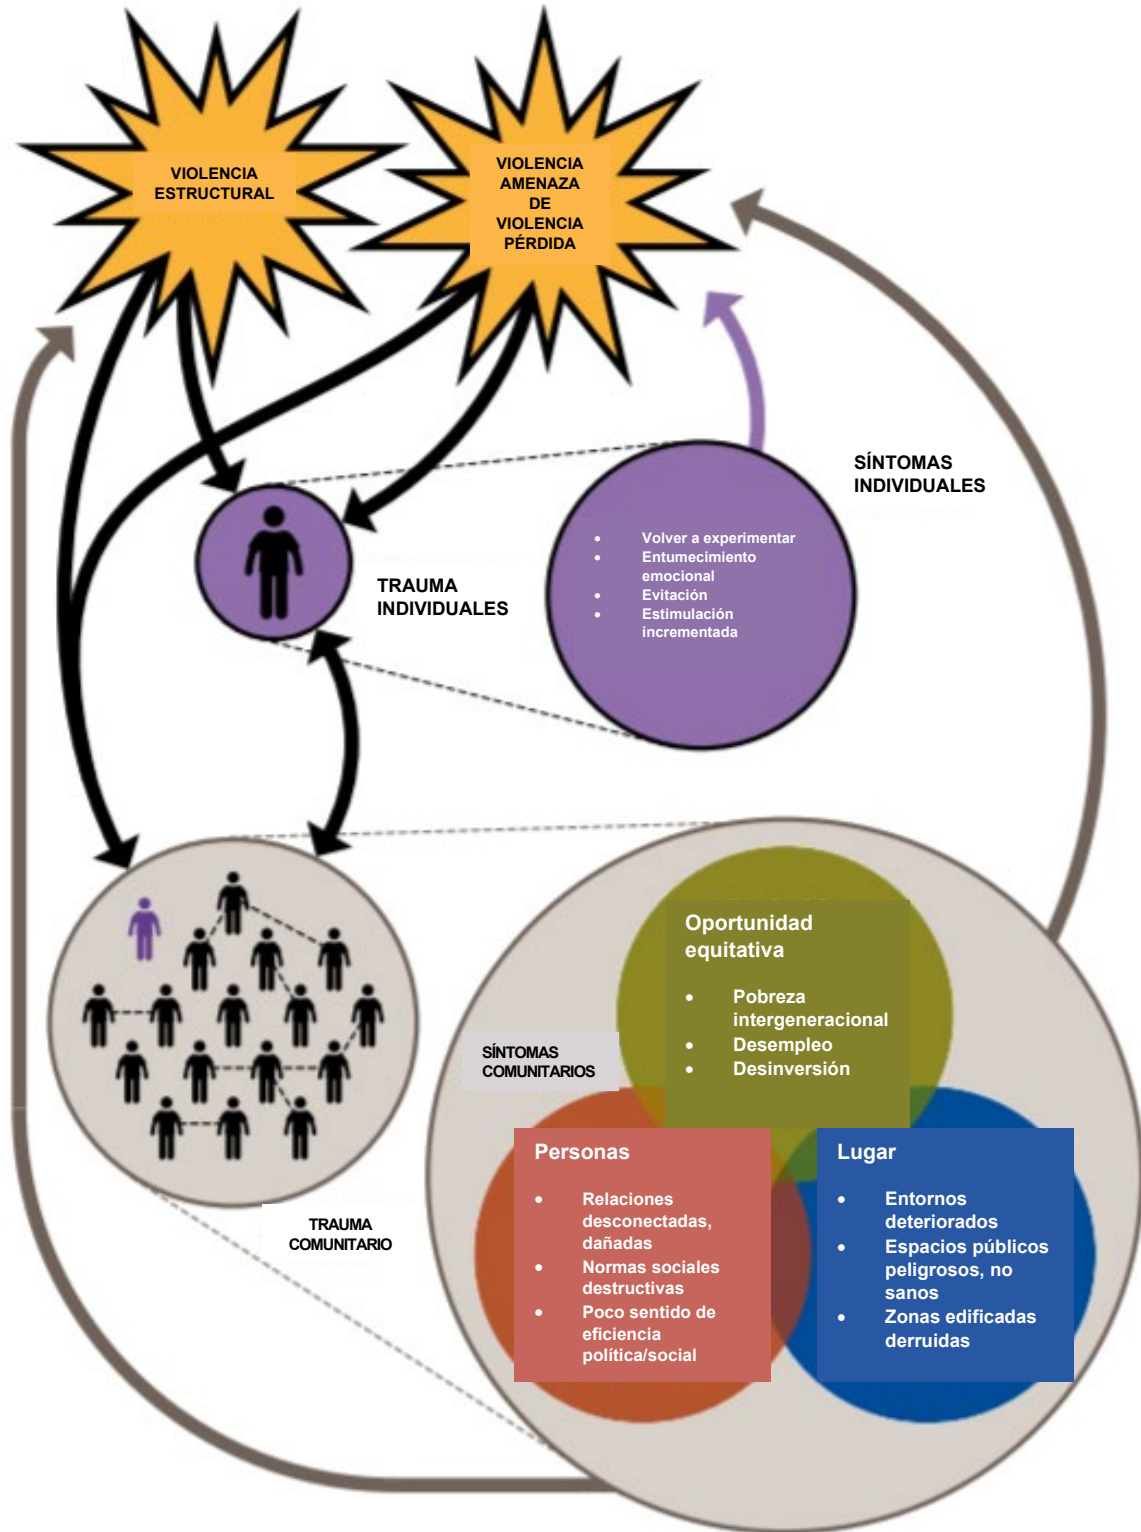 VIOLENCIA
ESTRUCTURAL
VIOLENCIA
AMENAZA
DE
VIOLENCIA
PÉRDIDA
SÍNTOMAS
INDIVIDUALES
• Volver a experimentar
• Entumecimiento
emocional
• Evitación
• Estimulación
incrementada
TRAUMA
INDIVIDUALES
Oportunidad
equitativa
• Pobreza
intergeneracional
• Desempleo
• Desinversión
SÍNTOMAS
COMUNITARIOS
Personas
• Relaciones
desconectadas,
dañadas
• Normas sociales
destructivas
• Poco sentido de
eficiencia
política/social
Lugar
• Entornos
deteriorados
• Espacios públicos
peligrosos, no
sanos
• Zonas edificadas
derruidas
TRAUMA
COMUNITARIO